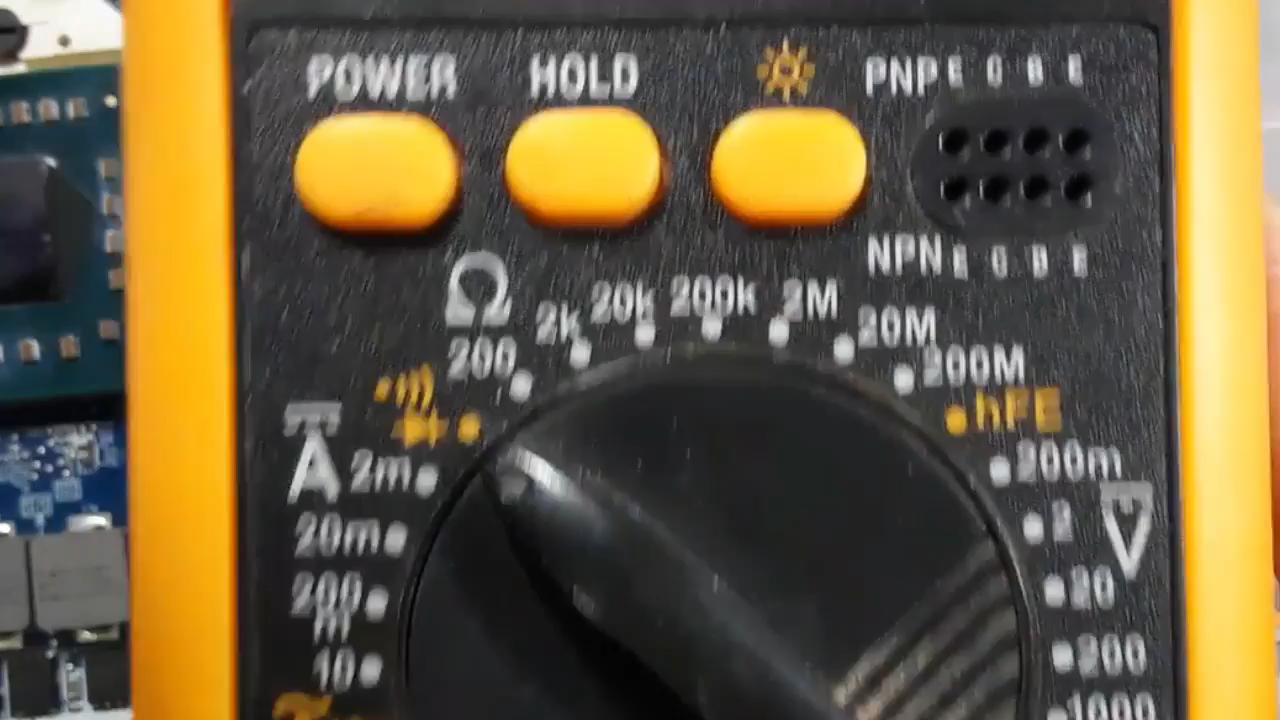 POWER HOLD PNP E C B E
NPN E C B E
Ω
200 2k 20k 200k 2M 20M 200M
hFE
A
2m
20m
200m
10
200m
2
20
200
1000
V